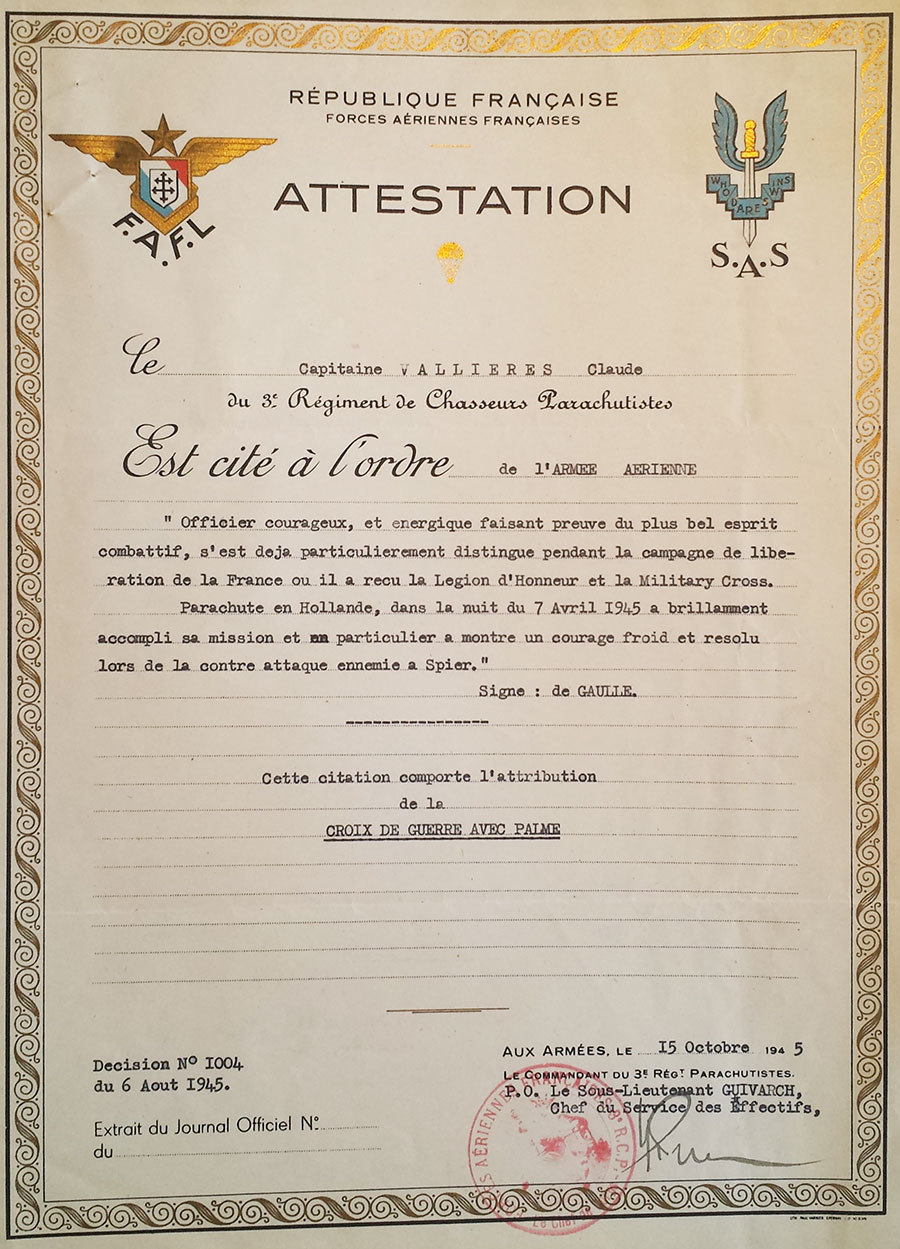 RÉPUBLIQUE FRANÇAISE
FORCES AÉRIENNES FRANÇAISES
ATTESTATION
F.A.F.L
WHO DARES WINS
S.A.S
Le Capitaine VALLIERES Claude
du 3e Régiment de Chasseurs Parachutistes
Est cité à l'ordre de l'ARMEE AERIENNE
" Officier courageux, et energique faisant preuve du plus bel esprit
combattif, s'est deja particulierement distingue pendant la campagne de libe-
ration de la France ou il a recu la Legion d'Honneur et la Military Cross.
Parachute en Hollande, dans la nuit du 7 Avril 1945 a brillamment
accompli sa mission et en particulier a montre un courage froid et resolu
lors de la contre attaque ennemie a Spier."
Signe : de GAULLE.
----------------
Cette citation comporte l'attribution
de la
CROIX DE GUERRE AVEC PALME
Decision No 1004
du 6 Aout 1945.
Extrait du Journal Officiel No
du
AUX ARMÉES, LE 15 Octobre 1945
LE COMMANDANT DU 3e RÉGt PARACHUTISTES.
P.O. Le Sous-Lieutenant GUIVARCH,
Chef du Service des Effectifs,
AÉRIENNES FRANÇAISES R.C.P.